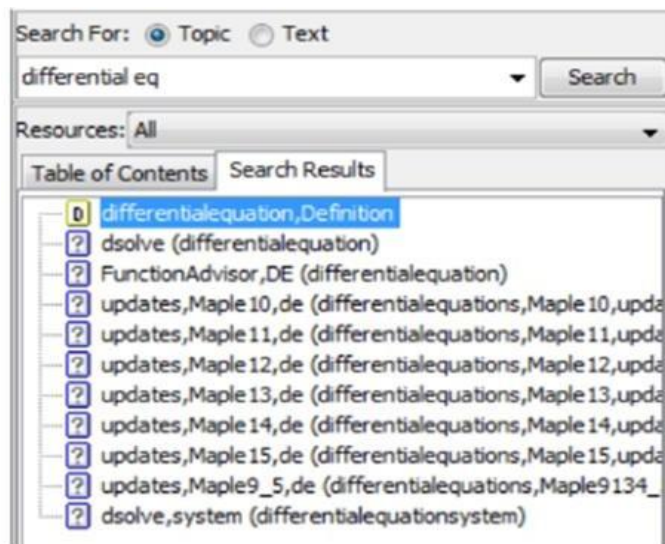 Search For: Topic Text
differential eq Search
Resources: All
Table of Contents Search Results
D differentialequation,Definition
? dsolve (differentialequation)
? FunctionAdvisor,DE (differentialequation)
? updates,Maple10,de (differentialequations,Maple10,upda
? updates,Maple11,de (differentialequations,Maple11,upda
? updates,Maple12,de (differentialequations,Maple12,upda
? updates,Maple13,de (differentialequations,Maple13,upda
? updates,Maple14,de (differentialequations,Maple14,upda
? updates,Maple15,de (differentialequations,Maple15,upda
? updates,Maple9_5,de (differentialequations,Maple9134_
? dsolve,system (differentialequationsystem)